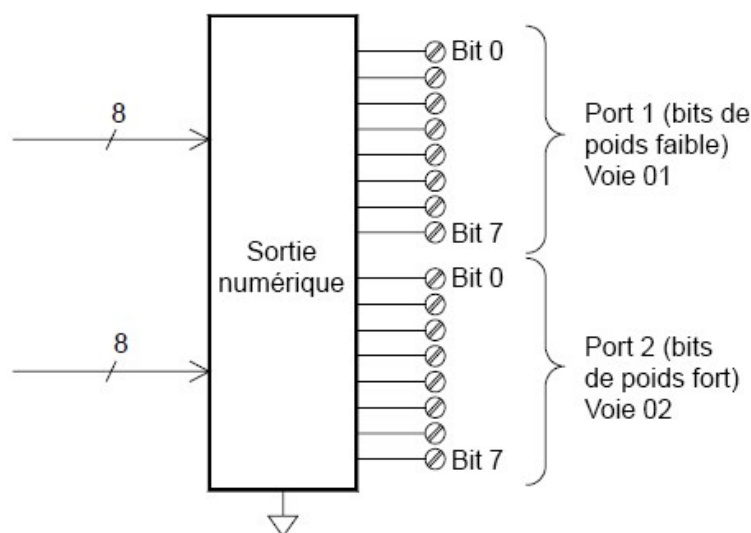 8
8
Sortie
numérique
Bit 0
Bit 7
Bit 0
Bit 7
Port 1 (bits de
poids faible)
Voie 01
Port 2 (bits
de poids fort)
Voie 02